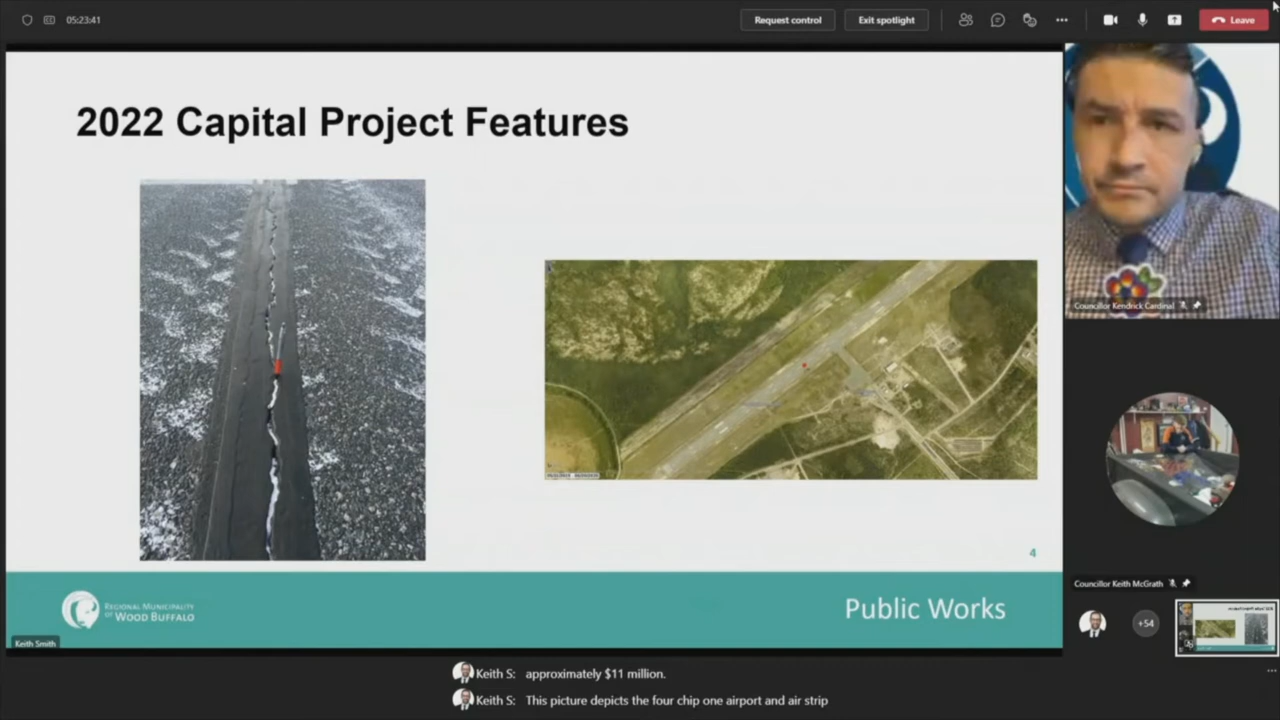 05:23:41
Request control
Exit spotlight
Leave
2022 Capital Project Features
4
REGIONAL MUNICIPALITY
OF WOOD BUFFALO
Public Works
Keith Smith
Councillor Kendrick Cardinal
Councillor Keith McGrath
+54
Keith S: approximately $11 million.
Keith S: This picture depicts the four chip one airport and air strip